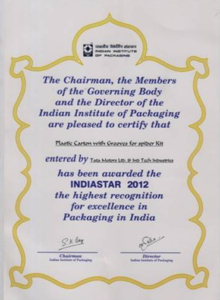 भारतीय पैकेजिंग संस्थान
INDIAN INSTITUTE
OF PACKAGING
The Chairman, the Members
of the Governing Body
and the Director of the
Indian Institute of Packaging
are pleased to certify that
Plastic Carton with Grooves for spider Kit
entered by Tata Motors Ltd. & Inb Tech Industries
has been awarded the
INDIASTAR 2012
the highest recognition
for excellence in
Packaging in India
Chairman
Indian Institute of Packaging
Director
Indian Institute of Packaging